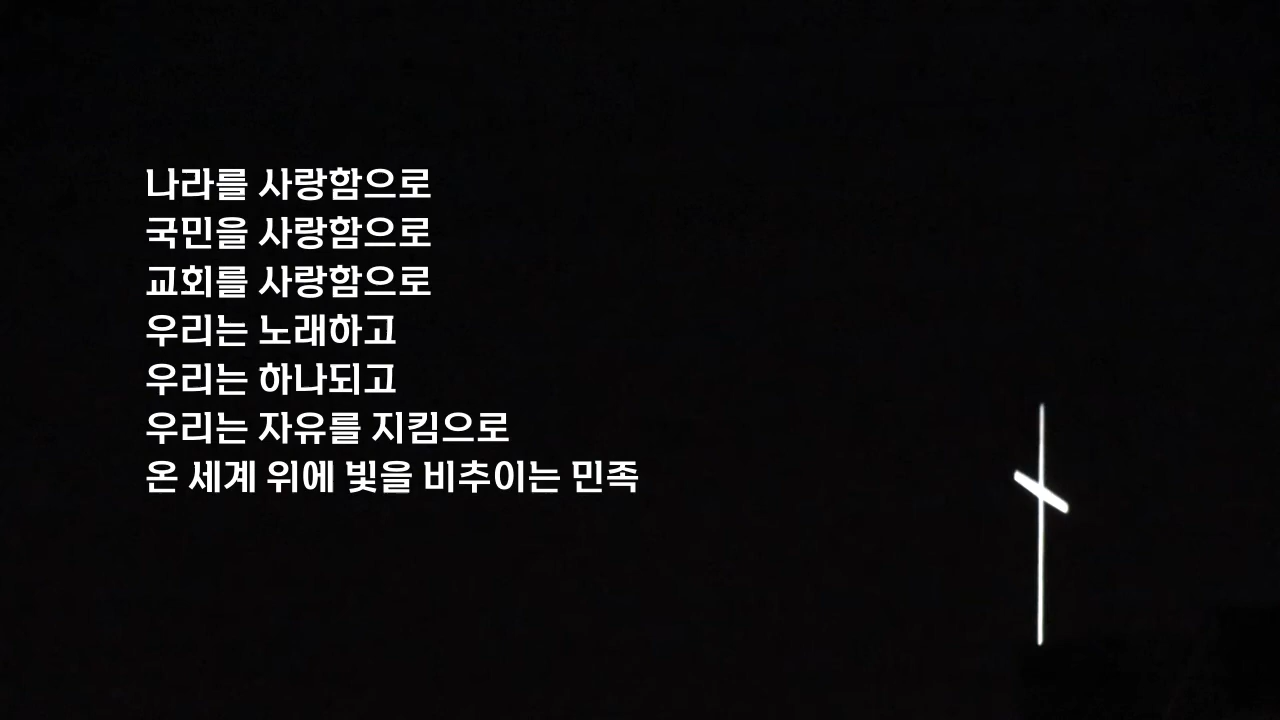 나라를 사랑함으로
국민을 사랑함으로
교회를 사랑함으로
우리는 노래하고
우리는 하나되고
우리는 자유를 지킴으로
온 세계 위에 빛을 비추이는 민족